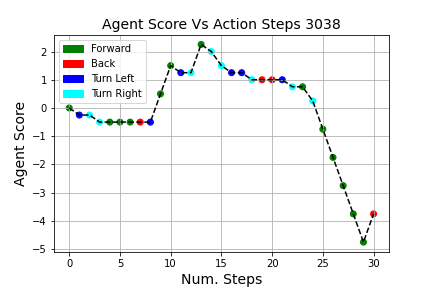 Agent Score Vs Action Steps 3038
Forward
Back
Turn Left
Turn Right
Agent Score
2
1
0
−1
−2
−3
−4
−5
0
5
10
15
20
25
30
Num. Steps